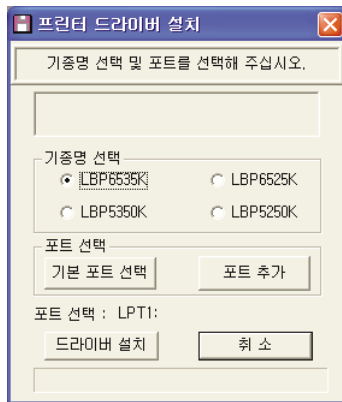 프린터 드라이버 설치
기종명 선택 및 포트를 선택해 주십시오.
기종명 선택
LBP6535K LBP6525K
LBP5350K LBP5250K
포트 선택
기본 포트 선택 포트 추가
포트 선택 : LPT1:
드라이버 설치 취 소